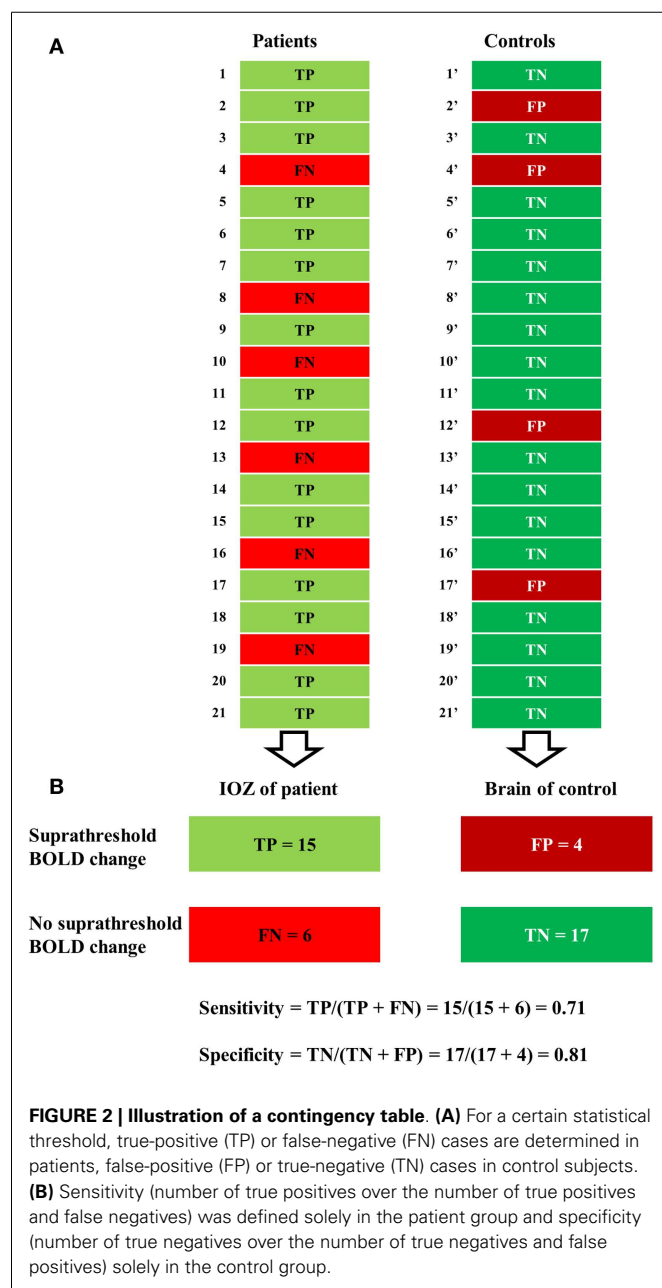 A
Patients Controls
1 TP 1’ TN
2 TP 2’ FP
3 TP 3’ TN
4 FN 4’ FP
5 TP 5’ TN
6 TP 6’ TN
7 TP 7’ TN
8 FN 8’ TN
9 TP 9’ TN
10 FN 10’ TN
11 TP 11’ TN
12 TP 12’ FP
13 FN 13’ TN
14 TP 14’ TN
15 TP 15’ TN
16 FN 16’ TN
17 TP 17’ FP
18 TP 18’ TN
19 FN 19’ TN
20 TP 20’ TN
21 TP 21’ TN
B
IOZ of patient Brain of control
Suprathreshold
BOLD change
TP = 15 FP = 4
No suprathreshold
BOLD change
FN = 6 TN = 17
Sensitivity = TP/(TP + FN) = 15/(15 + 6) = 0.71
Specificity = TN/(TN + FP) = 17/(17 + 4) = 0.81
FIGURE 2 | Illustration of a contingency table. (A) For a certain statistical
threshold, true-positive (TP) or false-negative (FN) cases are determined in
patients, false-positive (FP) or true-negative (TN) cases in control subjects.
(B) Sensitivity (number of true positives over the number of true positives
and false negatives) was defined solely in the patient group and specificity
(number of true negatives over the number of true negatives and false
positives) solely in the control group.